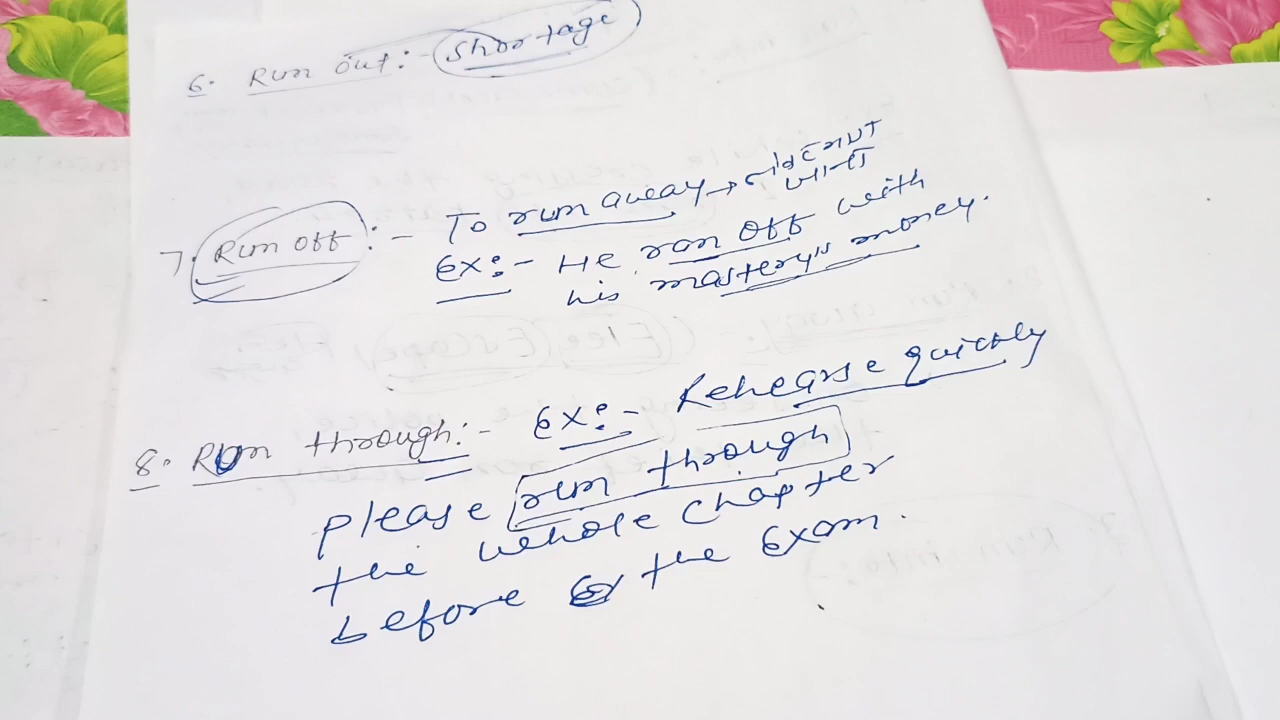 6. Run out:- (Shortage)
7. Run off:- To run away →
Ex:- He ran off with
his mastery's money.
8. Run through:- Ex:- Rehearse quickly
please run through
the whole chapter
before the Exam.